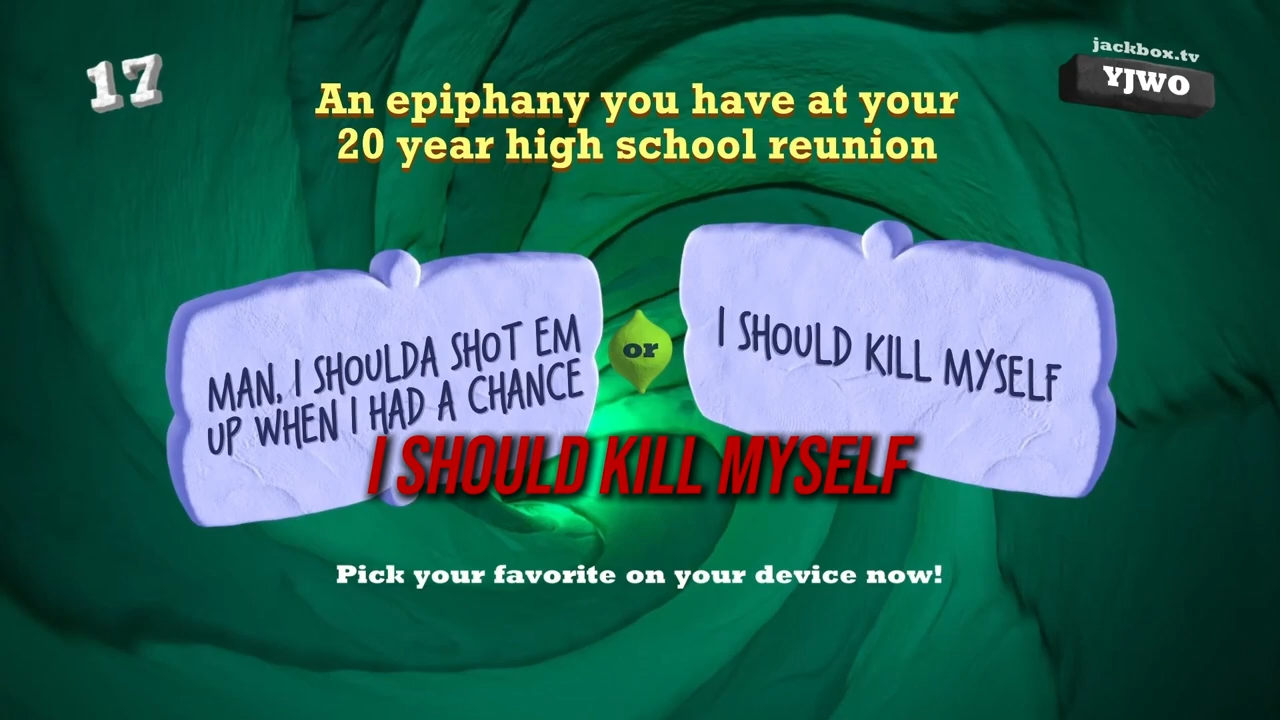 17
jackbox.tv
YJWO
An epiphany you have at your
20 year high school reunion
MAN, I SHOULDA SHOT EM
UP WHEN I HAD A CHANCE
or
I SHOULD KILL MYSELF
I SHOULD KILL MYSELF
Pick your favorite on your device now!